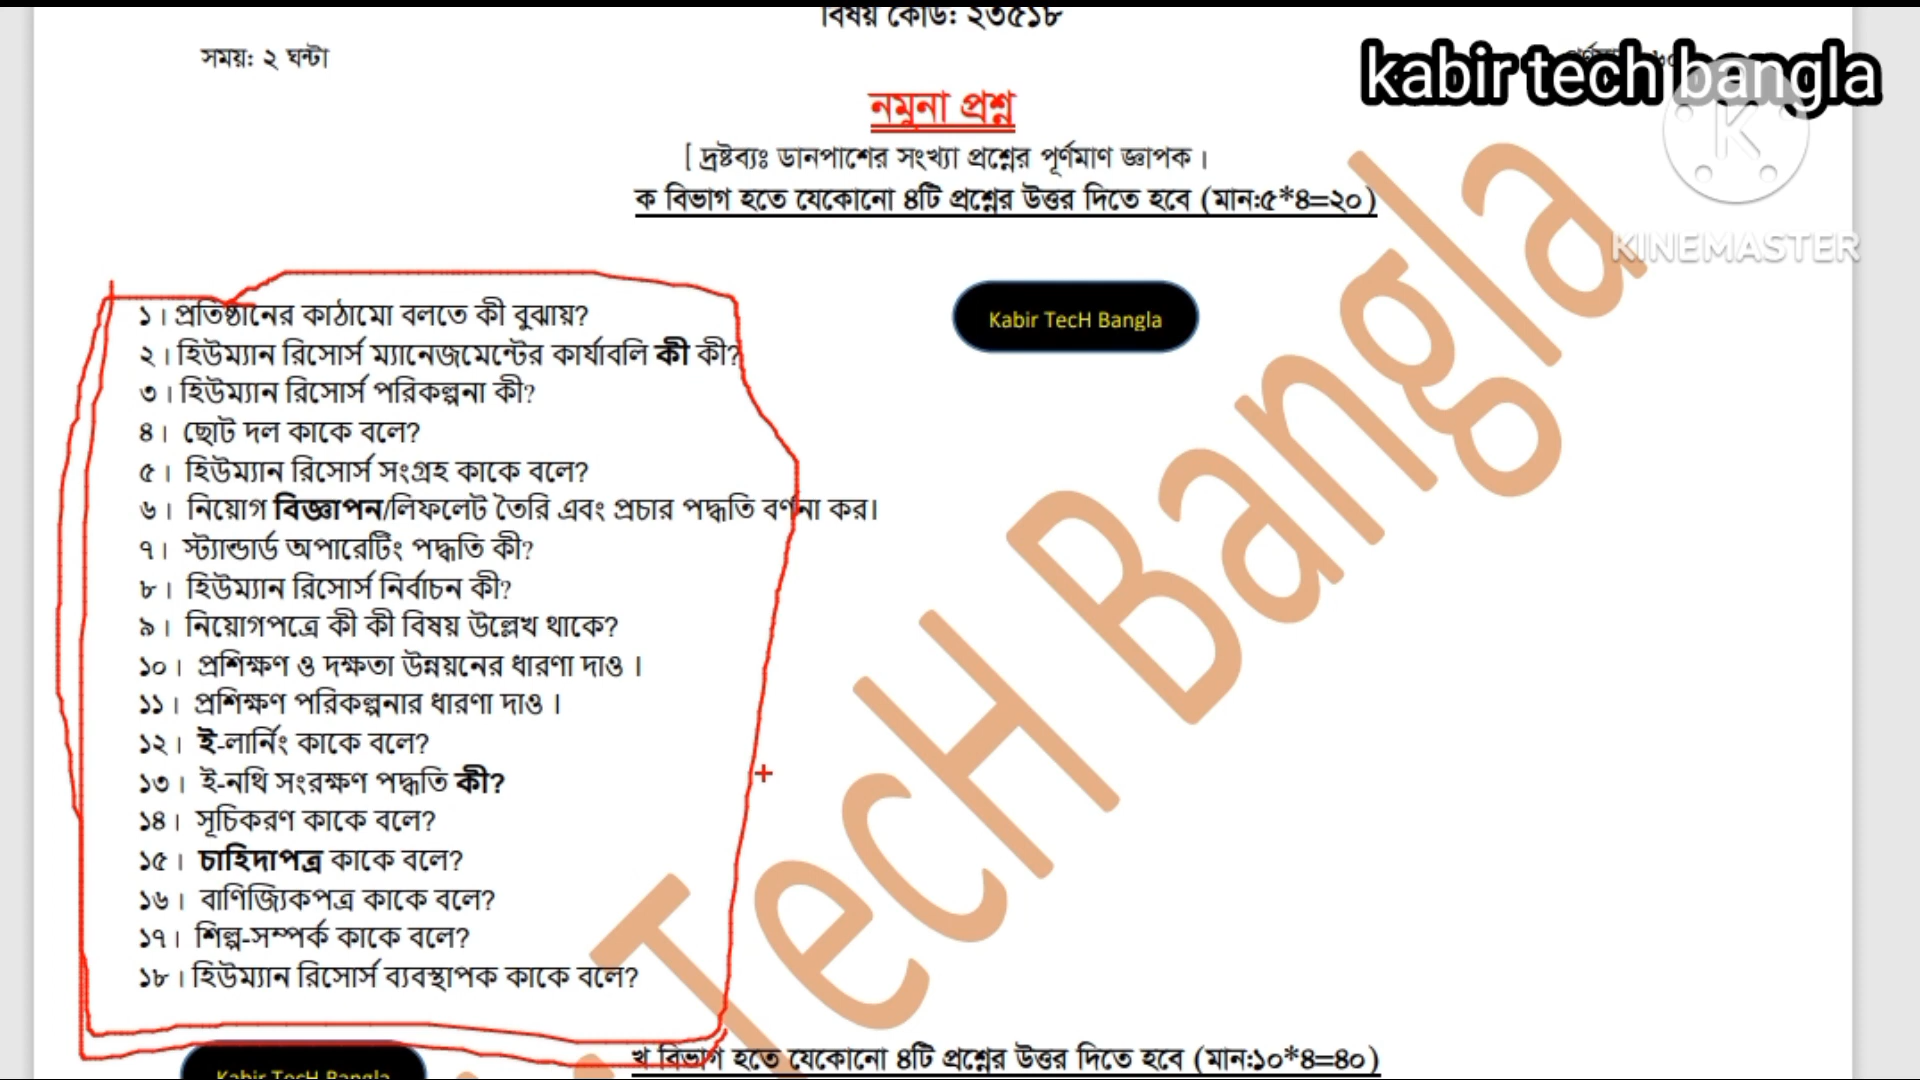 বিষয় কোড: ২৩৫১৮
সময়: ২ ঘন্টা
kabir tech bangla
নমুনা প্রশ্ন
KINEMASTER
[ দ্রষ্টব্যঃ ডানপাশের সংখ্যা প্রশ্নের পূর্ণমাণ জ্ঞাপক।
ক বিভাগ হতে যেকোনো ৪টি প্রশ্নের উত্তর দিতে হবে (মান:৫*৪=২০)
Kabir TecH Bangla
১। প্রতিষ্ঠানের কাঠামো বলতে কী বুঝায়?
২। হিউম্যান রিসোর্স ম্যানেজমেন্টের কার্যাবলি কী কী?
৩। হিউম্যান রিসোর্স পরিকল্পনা কী?
৪। ছোট দল কাকে বলে?
৫। হিউম্যান রিসোর্স সংগ্রহ কাকে বলে?
৬। নিয়োগ বিজ্ঞাপন/লিফলেট তৈরি এবং প্রচার পদ্ধতি বর্ণনা কর।
৭। স্ট্যান্ডার্ড অপারেটিং পদ্ধতি কী?
৮। হিউম্যান রিসোর্স নির্বাচন কী?
৯। নিয়োগপত্রে কী কী বিষয় উল্লেখ থাকে?
১০। প্রশিক্ষণ ও দক্ষতা উন্নয়নের ধারণা দাও ।
১১। প্রশিক্ষণ পরিকল্পনার ধারণা দাও ।
১২। ই-লার্নিং কাকে বলে?
১৩। ই-নথি সংরক্ষণ পদ্ধতি কী?
১৪। সূচিকরণ কাকে বলে?
১৫। চাহিদাপত্র কাকে বলে?
১৬। বাণিজ্যিকপত্র কাকে বলে?
১৭। শিল্প-সম্পর্ক কাকে বলে?
১৮। হিউম্যান রিসোর্স ব্যবস্থাপক কাকে বলে?
খ বিভাগ হতে যেকোনো ৪টি প্রশ্নের উত্তর দিতে হবে (মান:১০*৪=৪০)
Kabir TecH Bangla
TecH Bangla